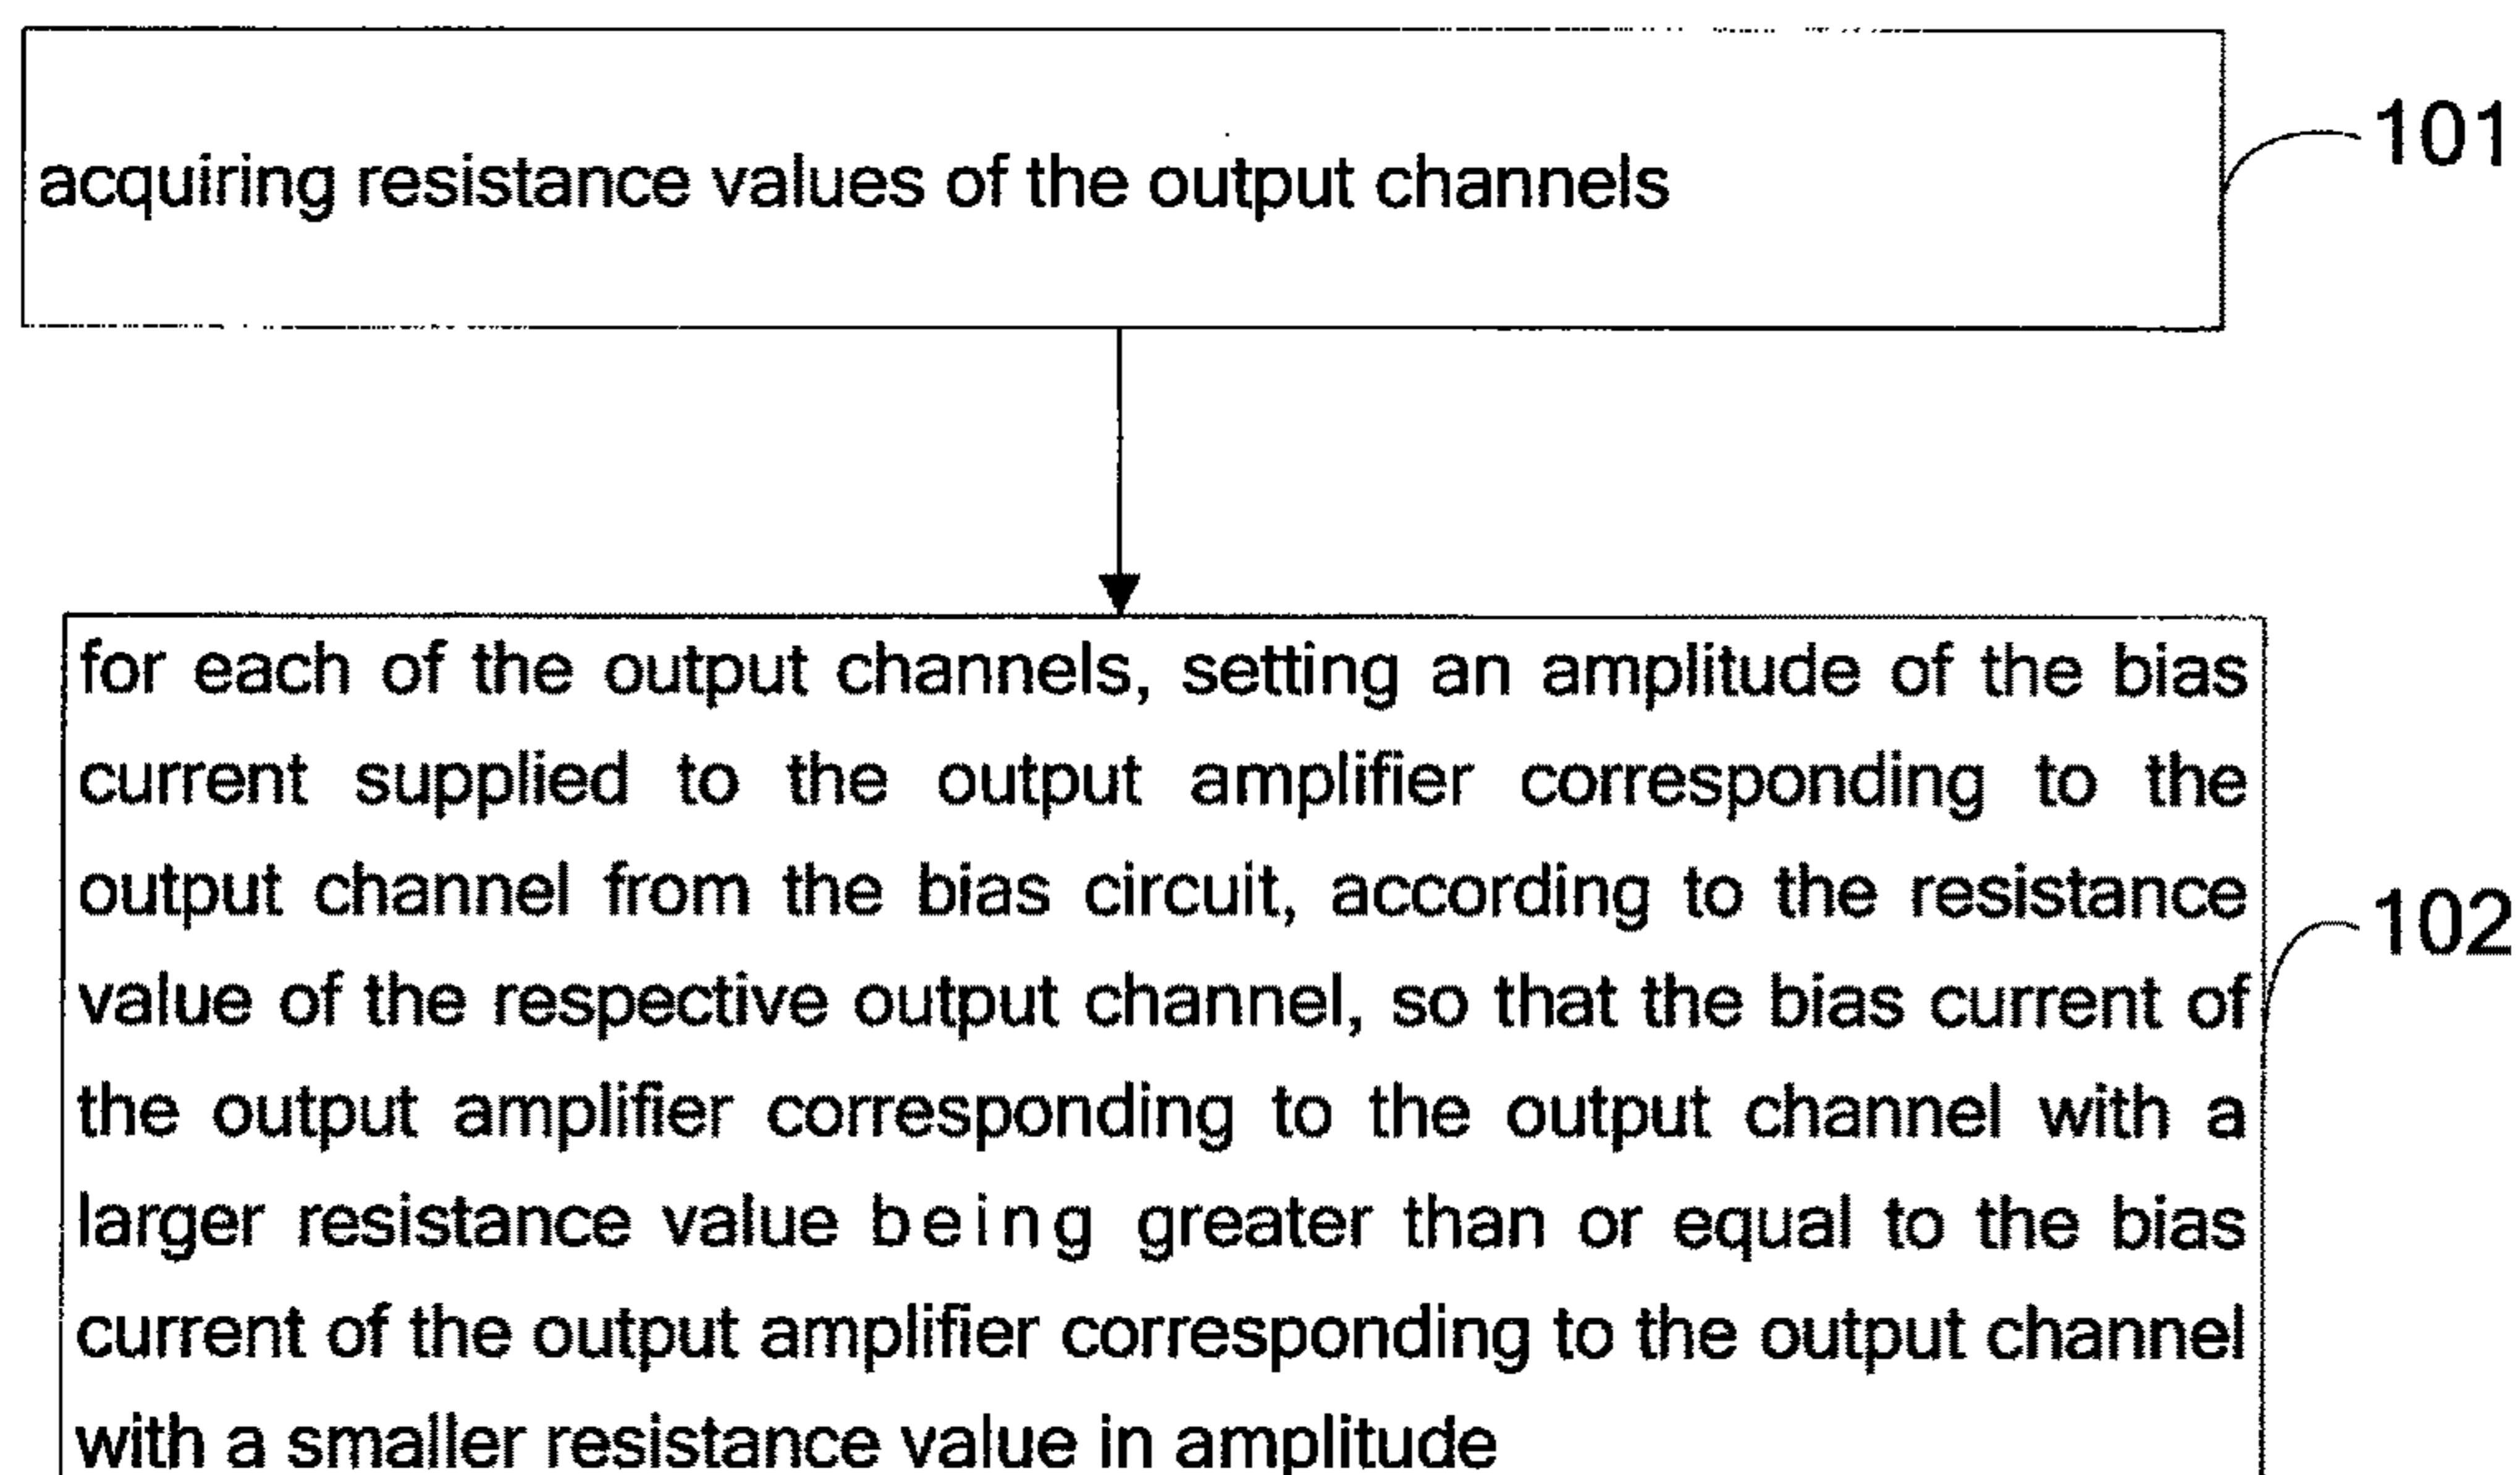 101
acquiring resistance values of the output channels
for each of the output channels, setting an amplitude of the bias
current supplied to the output amplifier corresponding to the
output channel from the bias circuit, according to the resistance
102
value of the respective output channel, so that the bias current of
the output amplifier corresponding to the output channel with a
larger resistance value being greater than or equal to the bias
current of the output amplifier corresponding to the output channel
with a smaller resistance value in amplitude